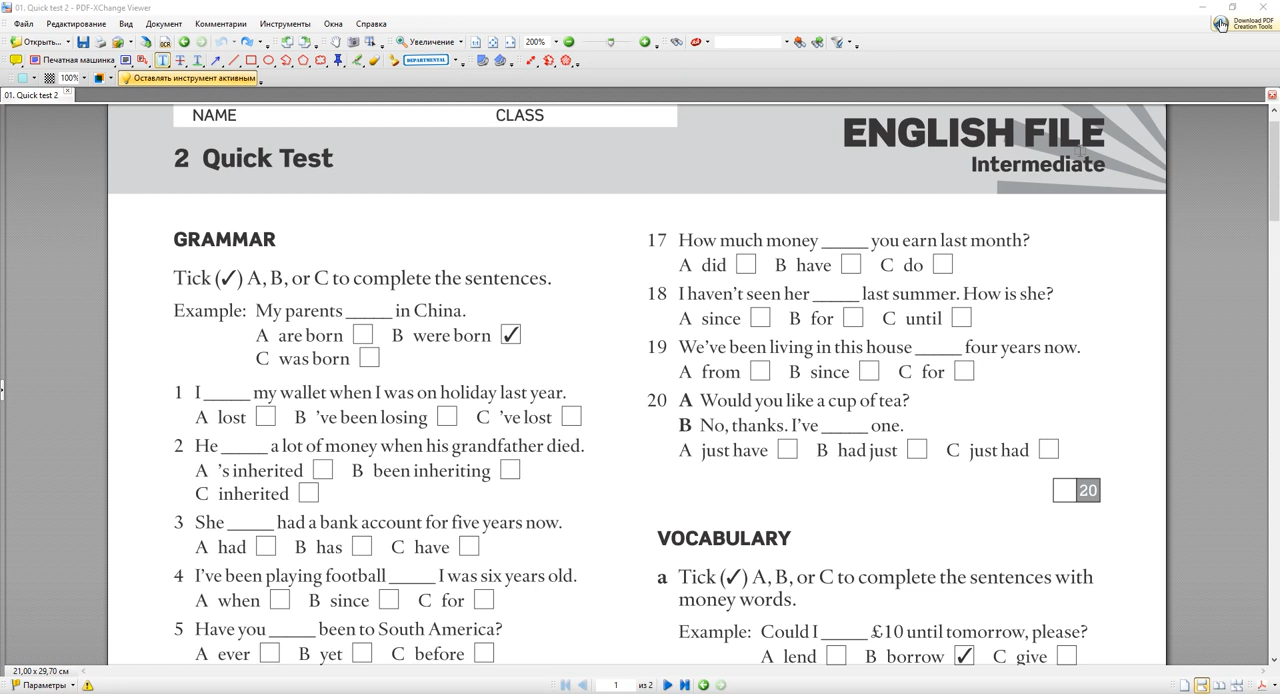 01. Quick test 2 - PDF-XChange Viewer
Файл Редактирование Вид Документ Комментарии Инструменты Окна Справка
Download PDF
Creation Tools
Открыть... OCR Увеличение 200%
Печатная машинка DEPARTMENTAL
100% Оставлять инструмент активным
01. Quick test 2
NAME CLASS
2 Quick Test
ENGLISH FILE
Intermediate
GRAMMAR
Tick (✓) A, B, or C to complete the sentences.
Example: My parents _____ in China.
A are born B were born ✓
C was born
1 I _____ my wallet when I was on holiday last year.
A lost B 've been losing C 've lost
2 He _____ a lot of money when his grandfather died.
A 's inherited B been inheriting
C inherited
3 She _____ had a bank account for five years now.
A had B has C have
4 I've been playing football _____ I was six years old.
A when B since C for
5 Have you _____ been to South America?
A ever B yet C before
17 How much money _____ you earn last month?
A did B have C do
18 I haven't seen her _____ last summer. How is she?
A since B for C until
19 We've been living in this house _____ four years now.
A from B since C for
20 A Would you like a cup of tea?
B No, thanks. I've _____ one.
A just have B had just C just had
20
VOCABULARY
a Tick (✓) A, B, or C to complete the sentences with
money words.
Example: Could I _____ £10 until tomorrow, please?
A lend B borrow ✓ C give
21,00 x 29,70 см
Параметры 1 из 2